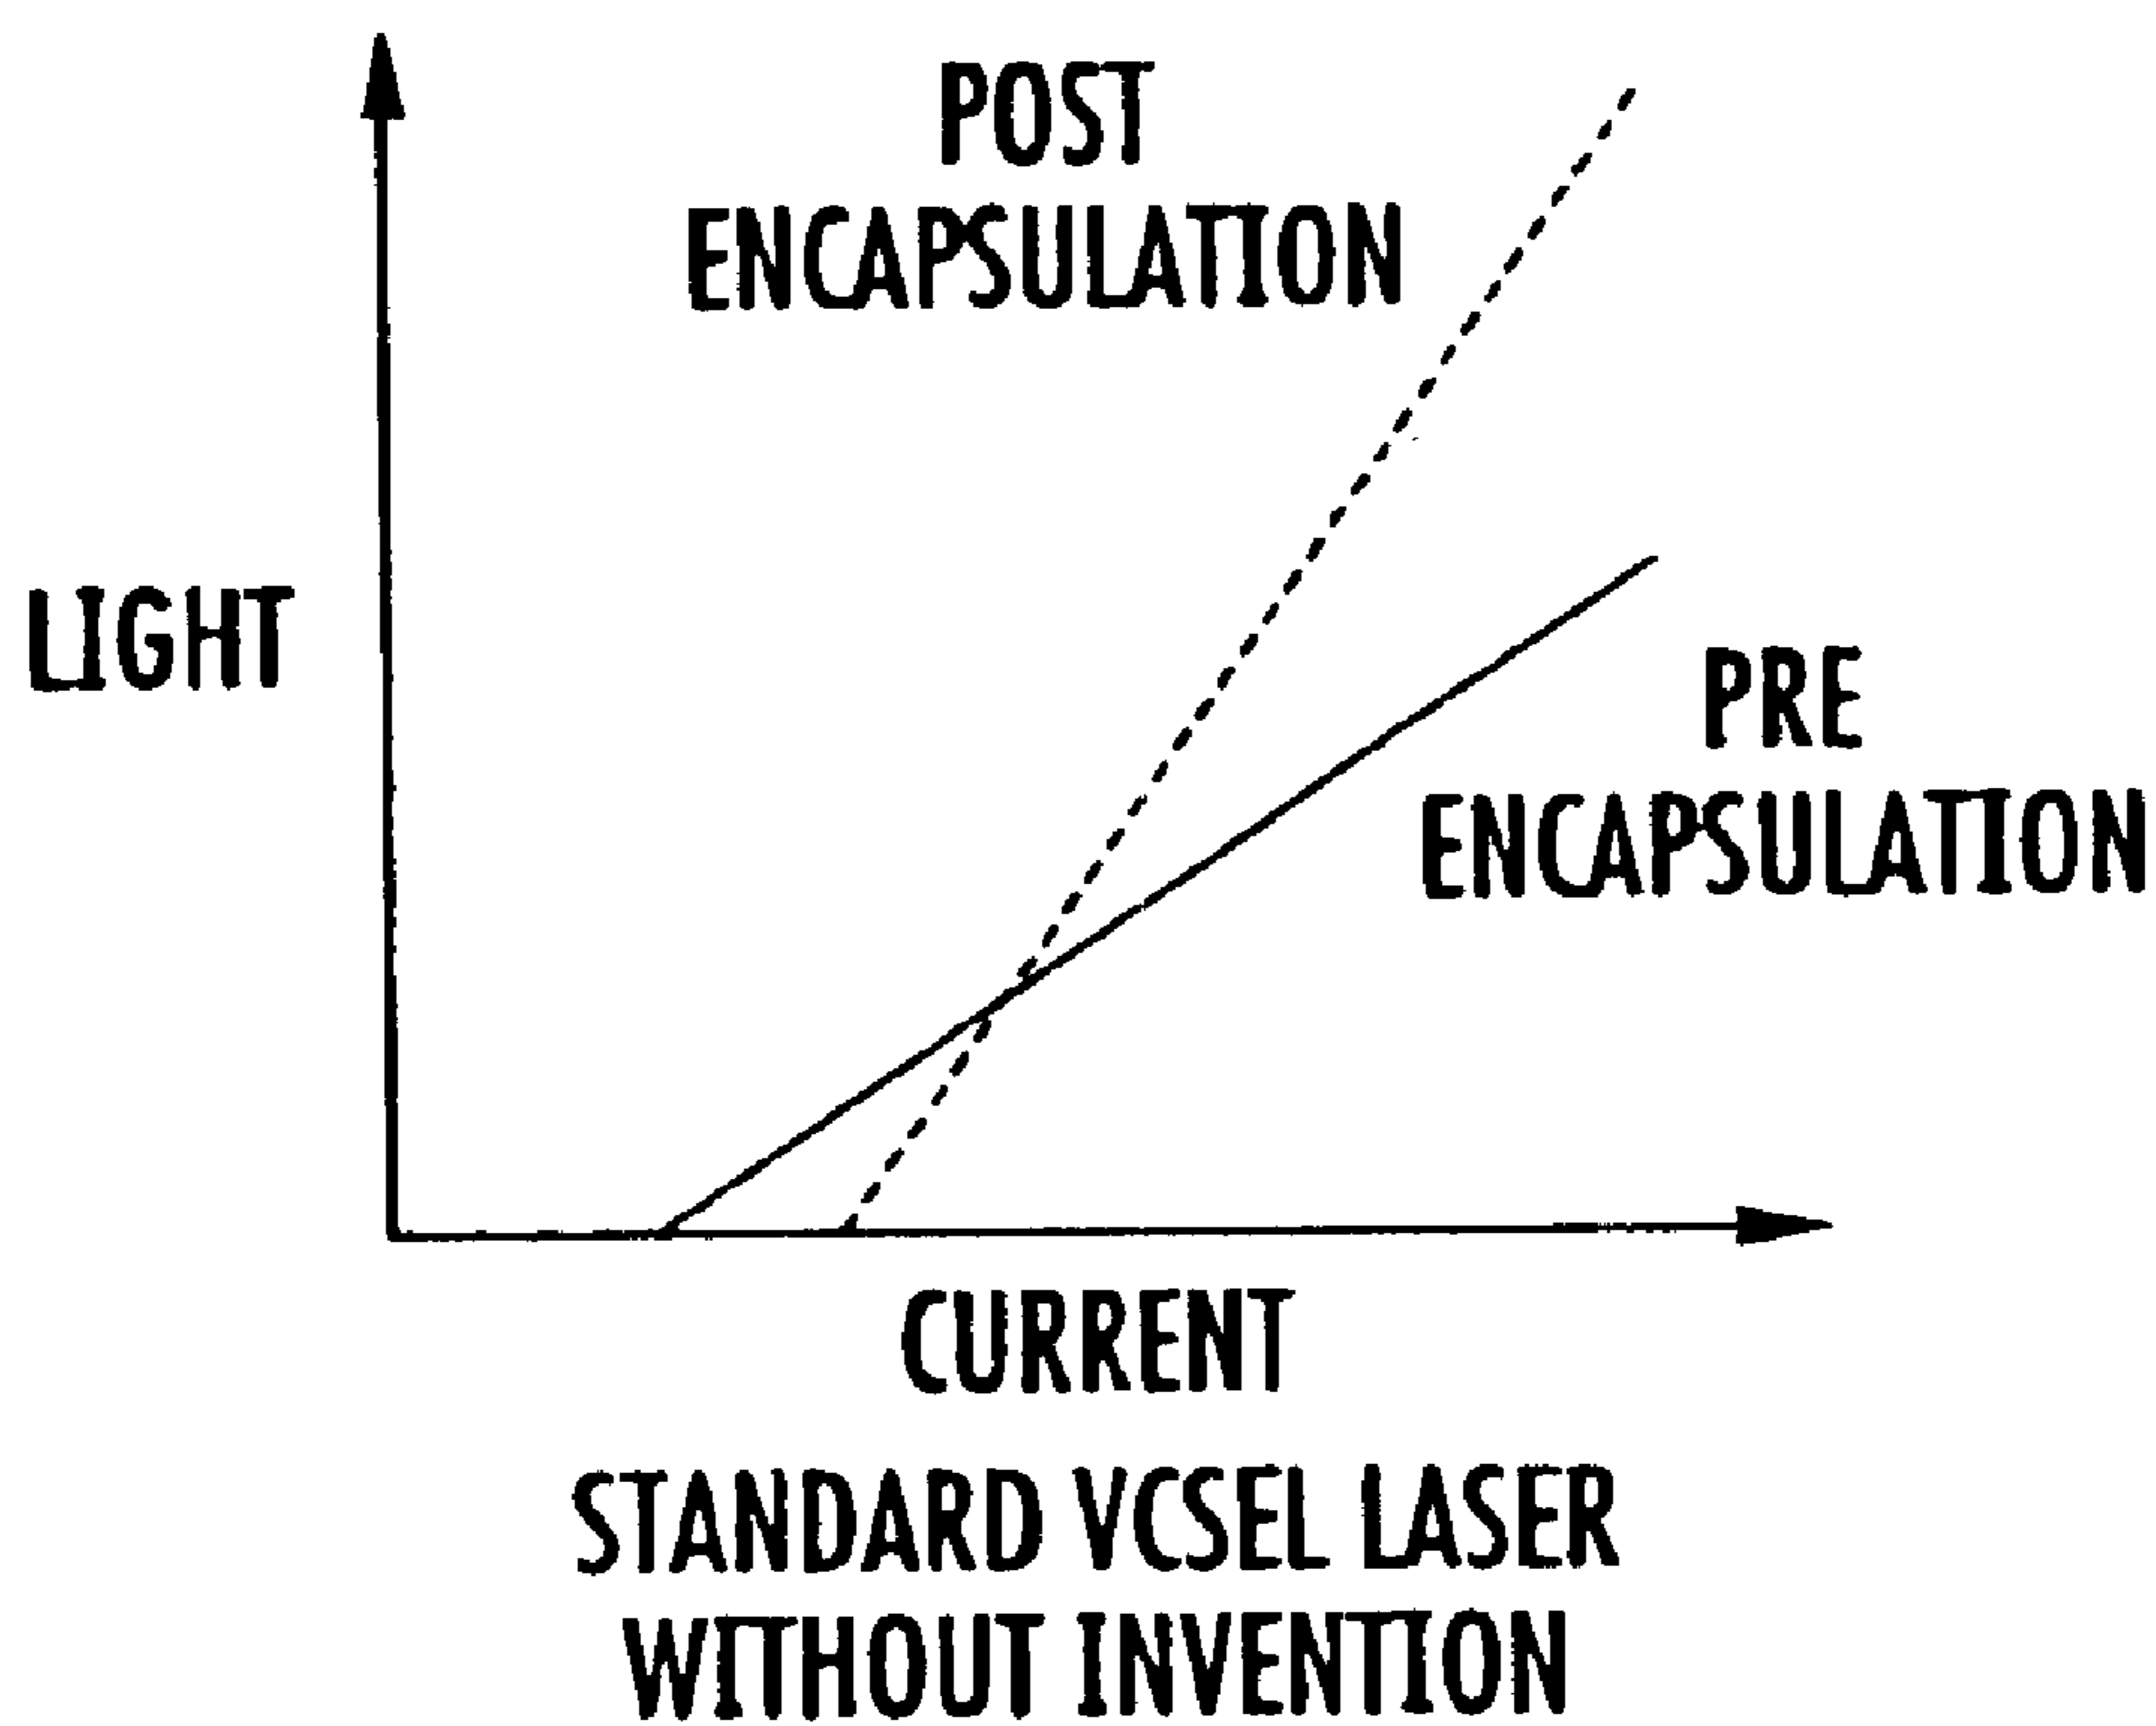 POST
ENCAPSULATION
LIGHT
PRE
ENCAPSULATION
CURRENT
STANDARD VCSEL LASER
WITHOUT INVENTION